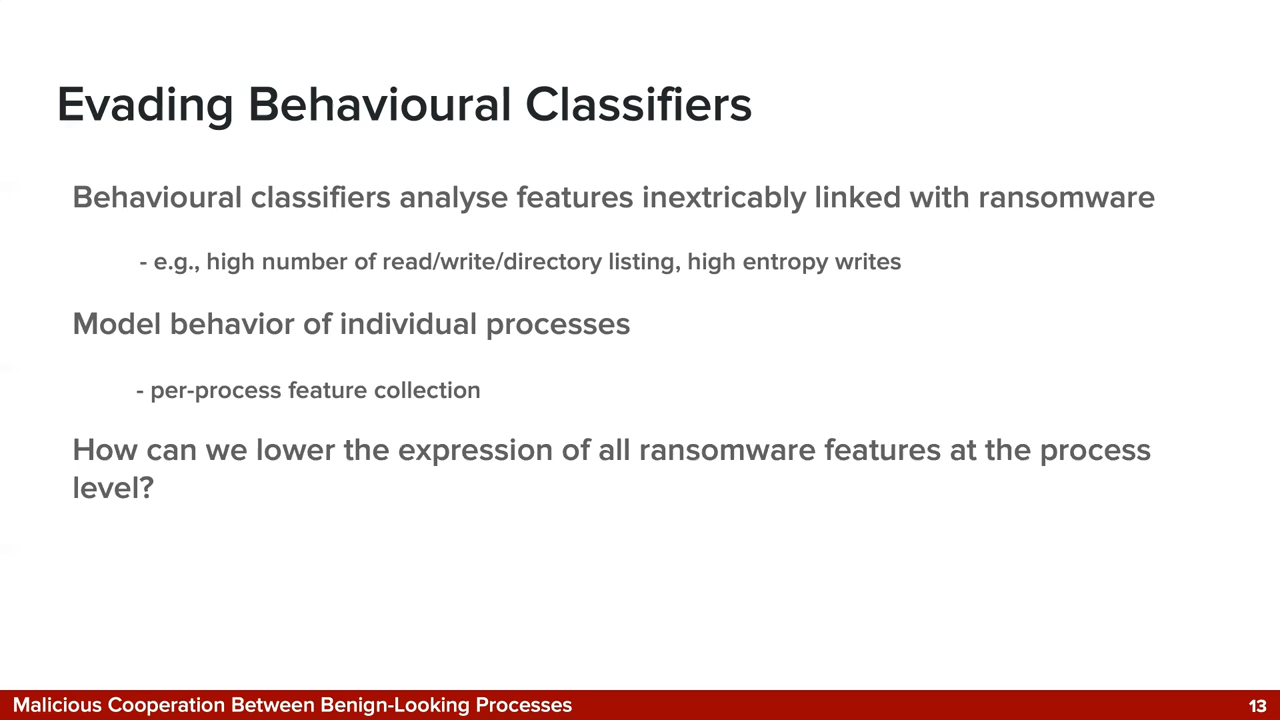 Evading Behavioural Classifiers
Behavioural classifiers analyse features inextricably linked with ransomware
- e.g., high number of read/write/directory listing, high entropy writes
Model behavior of individual processes
- per-process feature collection
How can we lower the expression of all ransomware features at the process
level?
Malicious Cooperation Between Benign-Looking Processes
13